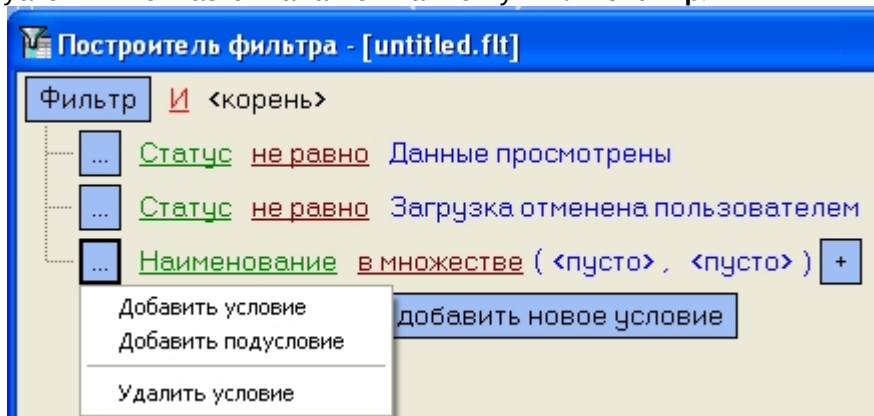 Построитель фильтра - [untitled.flt]
Фильтр И <корень>
... Статус не равно Данные просмотрены
... Статус не равно Загрузка отменена пользователем
... Наименование в множестве ( <пусто> , <пусто> ) +
Добавить условие
добавить новое условие
Добавить подусловие
Удалить условие